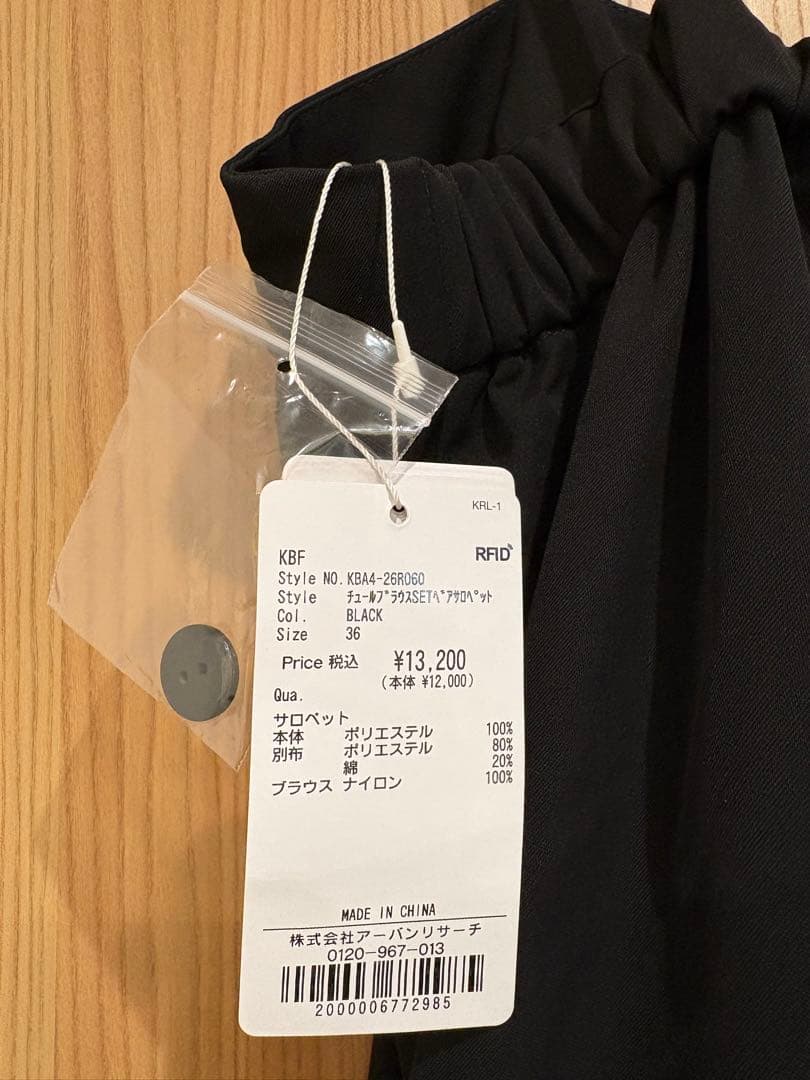 KRL-1
KBF
RFID
Style NO. KBA4-26R060
Style ﾁｭｰﾙﾌﾞﾗｳｽSETﾍﾞｱｻﾛﾍﾟｯﾄ
Col. BLACK
Size 36
Price 税込 ¥13,200
(本体 ¥12,000)
Qua.
サロペット
本体 ポリエステル 100%
別布 ポリエステル 80%
綿 20%
ブラウス ナイロン 100%
MADE IN CHINA
株式会社アーバンリサーチ
0120-967-013
2000006772985